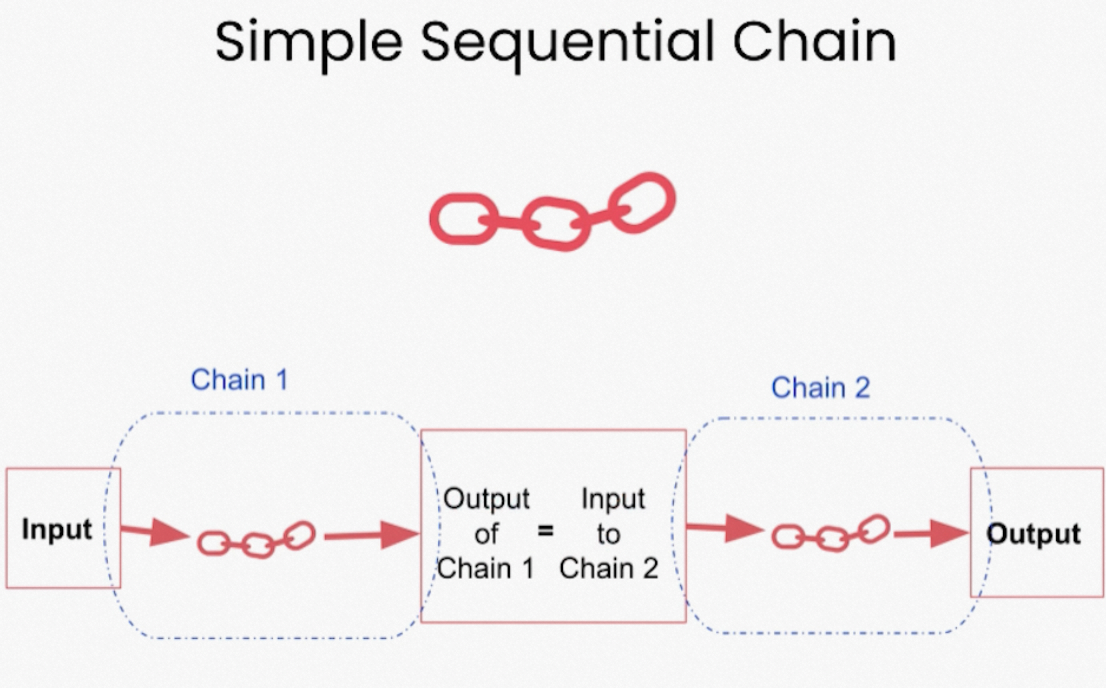 Simple Sequential Chain
Chain 1
Chain 2
Input
Output of Chain 1
=
Input to Chain 2
Output